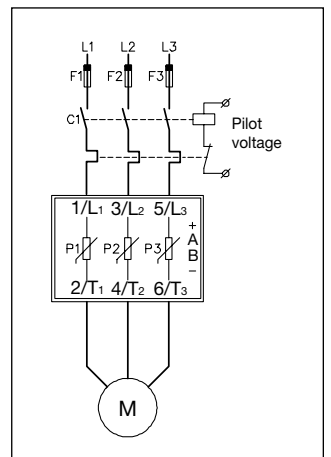 L1 L2 L3
F1 F2 F3
C1
Pilot
voltage
1/L1 3/L2 5/L3
+
P1 P2 P3 A
B
−
2/T1 4/T2 6/T3
M